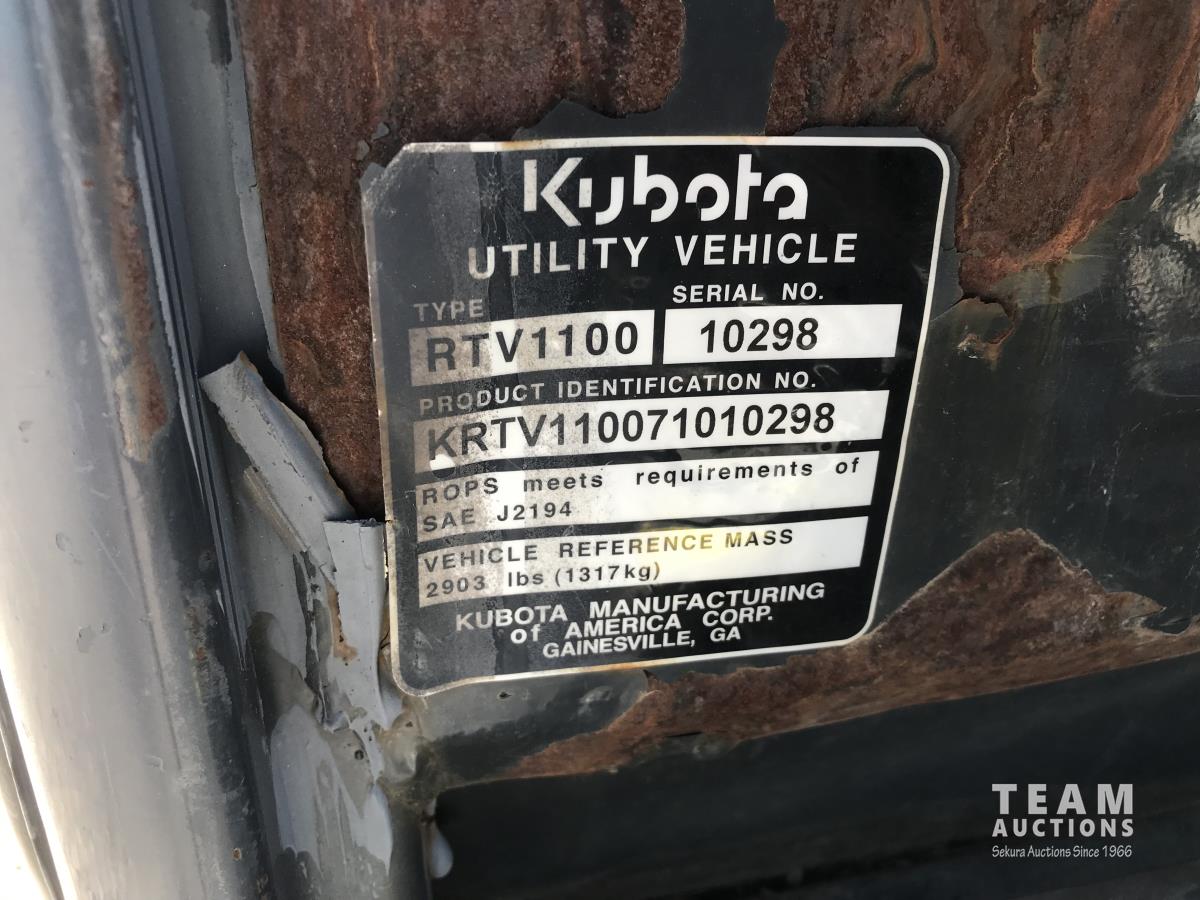 Kubota
UTILITY VEHICLE
TYPE SERIAL NO.
RTV1100 10298
PRODUCT IDENTIFICATION NO.
KRTV110071010298
ROPS meets requirements of
SAE J2194
VEHICLE REFERENCE MASS
2903 lbs (1317kg)
KUBOTA MANUFACTURING
of AMERICA CORP.
GAINESVILLE, GA
TEAM
AUCTIONS
Sekura Auctions Since 1966